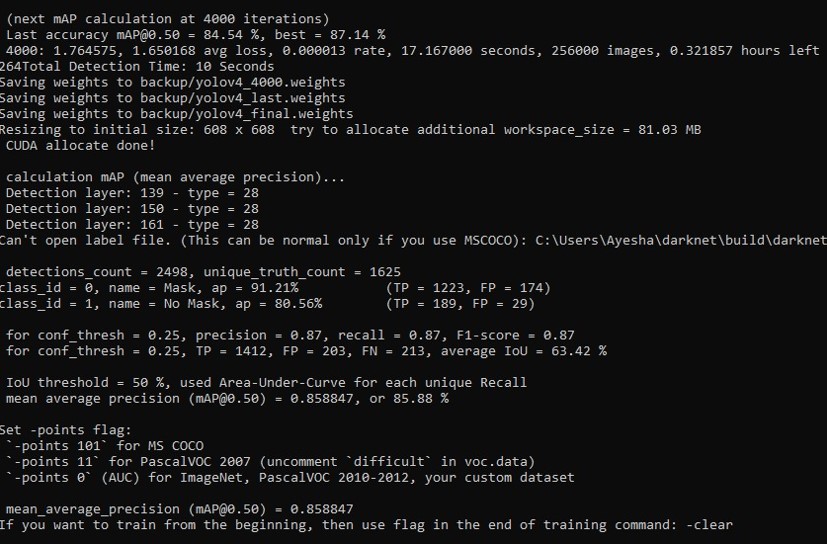 (next mAP calculation at 4000 iterations)
Last accuracy mAP@0.50 = 84.54 %, best = 87.14 %
4000: 1.764575, 1.650168 avg loss, 0.000013 rate, 17.167000 seconds, 256000 images, 0.321857 hours left
264Total Detection Time: 10 Seconds
Saving weights to backup/yolov4_4000.weights
Saving weights to backup/yolov4_last.weights
Saving weights to backup/yolov4_final.weights
Resizing to initial size: 608 x 608  try to allocate additional workspace_size = 81.03 MB
CUDA allocate done!
calculation mAP (mean average precision)...
Detection layer: 139 - type = 28
Detection layer: 150 - type = 28
Detection layer: 161 - type = 28
Can't open label file. (This can be normal only if you use MSCOCO): C:\Users\Ayesha\darknet\build\darknet
detections_count = 2498, unique_truth_count = 1625
class_id = 0, name = Mask, ap = 91.21%           (TP = 1223, FP = 174)
class_id = 1, name = No Mask, ap = 80.56%        (TP = 189, FP = 29)
for conf_thresh = 0.25, precision = 0.87, recall = 0.87, F1-score = 0.87
for conf_thresh = 0.25, TP = 1412, FP = 203, FN = 213, average IoU = 63.42 %
IoU threshold = 50 %, used Area-Under-Curve for each unique Recall
mean average precision (mAP@0.50) = 0.858847, or 85.88 %
Set -points flag:
`-points 101` for MS COCO
`-points 11` for PascalVOC 2007 (uncomment `difficult` in voc.data)
`-points 0` (AUC) for ImageNet, PascalVOC 2010-2012, your custom dataset
mean_average_precision (mAP@0.50) = 0.858847
If you want to train from the beginning, then use flag in the end of training command: -clear